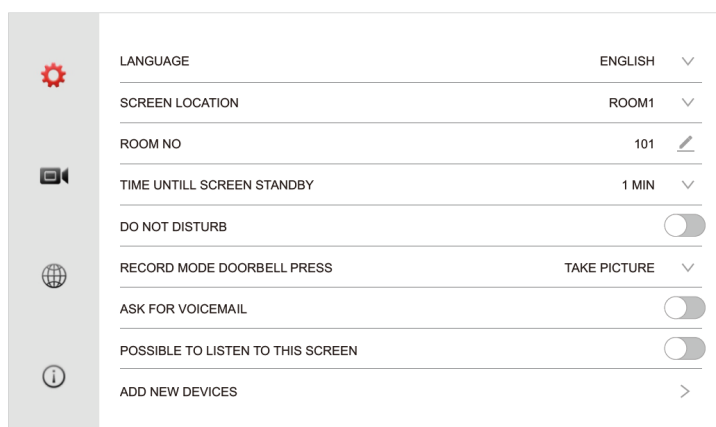 LANGUAGE ENGLISH
SCREEN LOCATION ROOM1
ROOM NO 101
TIME UNTILL SCREEN STANDBY 1 MIN
DO NOT DISTURB
RECORD MODE DOORBELL PRESS TAKE PICTURE
ASK FOR VOICEMAIL
POSSIBLE TO LISTEN TO THIS SCREEN
ADD NEW DEVICES